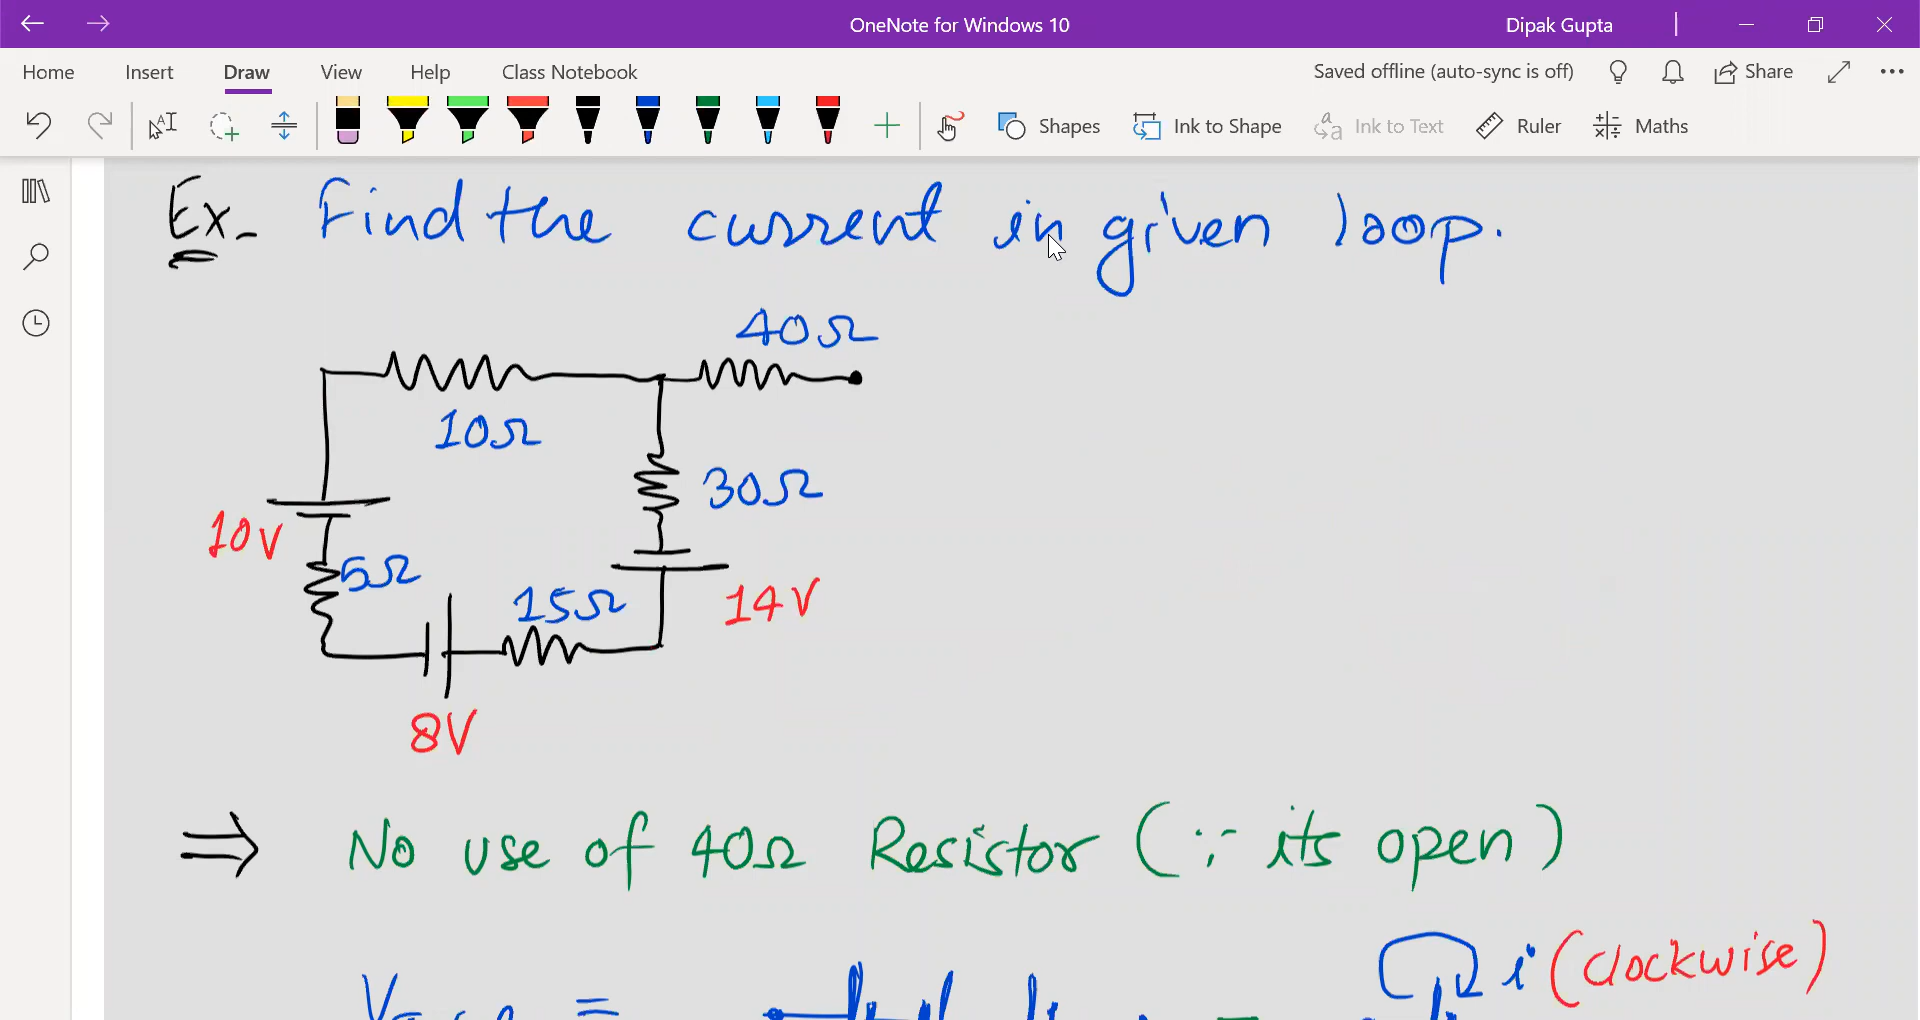 OneNote for Windows 10
Dipak Gupta
Home Insert Draw View Help Class Notebook
Saved offline (auto-sync is off) Share
Shapes Ink to Shape Ink to Text Ruler Maths
Ex- Find the current in given loop.
40Ω
10Ω
30Ω
10V
5Ω
15Ω
14V
8V
⇒ No use of 40Ω Resistor (∵ its open)
i (clockwise)